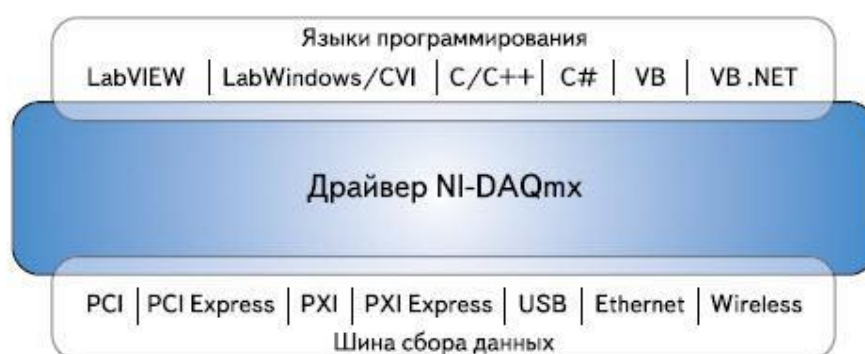 Языки программирования
LabVIEW | LabWindows/CVI | C/C++ | C# | VB | VB .NET
Драйвер NI-DAQmx
PCI | PCI Express | PXI | PXI Express | USB | Ethernet | Wireless
Шина сбора данных